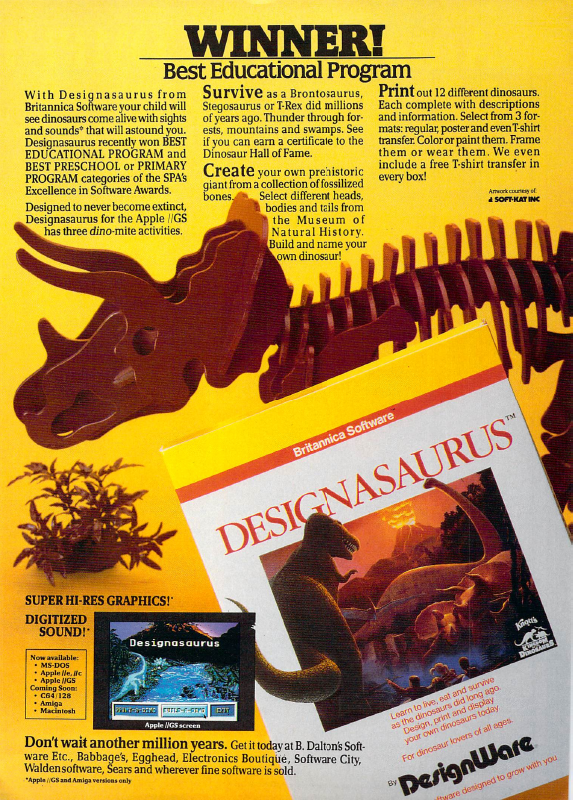 WINNER!
Best Educational Program
With Designasaurus from
Britannica Software your child will
see dinosaurs come alive with sights
and sounds* that will astound you.
Designasaurus recently won BEST
EDUCATIONAL PROGRAM and
BEST PRESCHOOL or PRIMARY
PROGRAM categories of the SPA's
Excellence in Software Awards.
Designed to never become extinct,
Designasaurus for the Apple //GS
has three dino-mite activities.
Survive as a Brontosaurus,
Stegosaurus or T-Rex did millions
of years ago. Thunder through for-
ests, mountains and swamps. See
if you can earn a certificate to the
Dinosaur Hall of Fame.
Create your own prehistoric
giant from a collection of fossilized
bones. Select different heads,
bodies and tails from
the Museum of
Natural History.
Build and name your
own dinosaur!
Print out 12 different dinosaurs.
Each complete with descriptions
and information. Select from 3 for-
mats: regular, poster and even T-shirt
transfer. Color or paint them. Frame
them or wear them. We even
include a free T-shirt transfer in
every box!
Artwork courtesy of:
SOFT-KAT INC
Britannica Software
DESIGNASAURUS™
Kingdom
Dinosaurs
Learn to live, eat and survive
as the dinosaurs did long ago.
Design, print and display
your own dinosaurs today.
For dinosaur lovers of all ages.
By DesignWare
software designed to grow with you.
SUPER HI-RES GRAPHICS!*
DIGITIZED
SOUND!*
Now available:
• MS-DOS
• Apple //e, //c
• Apple //GS
Coming Soon:
• C64/128
• Amiga
• Macintosh
Designasaurus
PRINT-A-DINO BUILD-A-DINO EXIT
Apple //GS screen
Don't wait another million years. Get it today at B. Dalton's Soft-
ware Etc., Babbage's, Egghead, Electronics Boutique, Software City,
Waldensoftware, Sears and wherever fine software is sold.
*Apple //GS and Amiga versions only